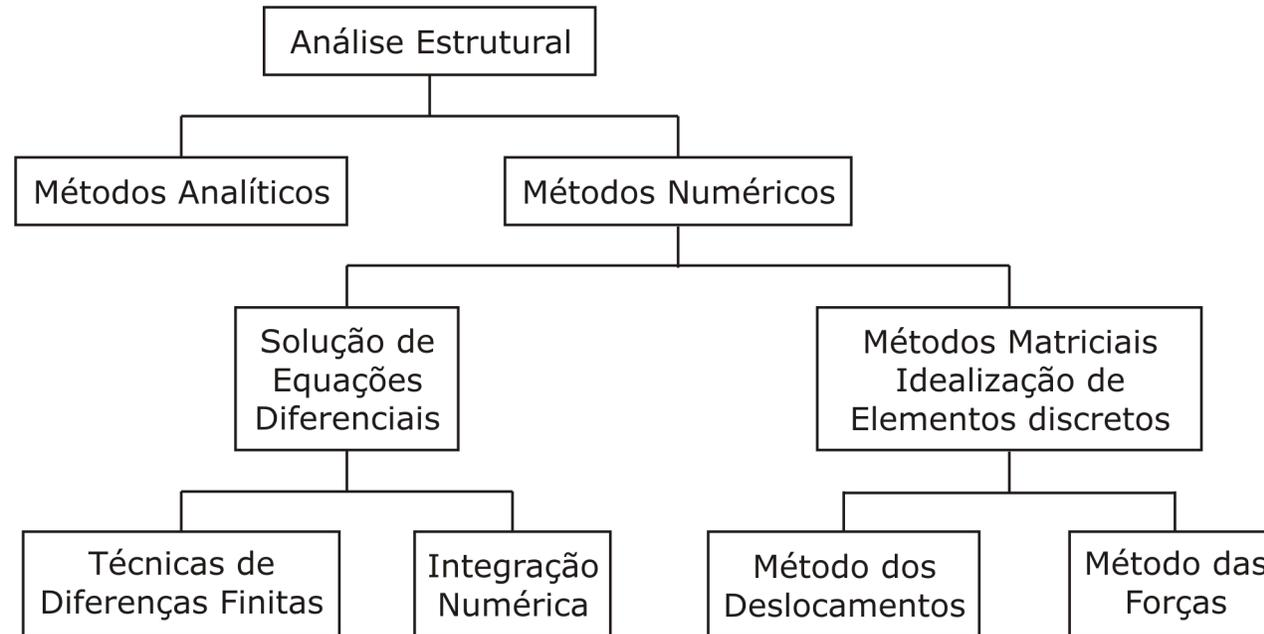 Análise Estrutural
Métodos Analíticos
Métodos Numéricos
Solução de
Equações
Diferenciais
Métodos Matriciais
Idealização de
Elementos discretos
Técnicas de
Diferenças Finitas
Integração
Numérica
Método dos
Deslocamentos
Método das
Forças